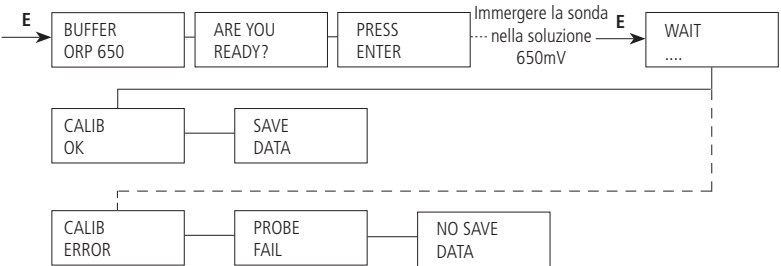 E
BUFFER
ORP 650
ARE YOU
READY?
PRESS
ENTER
Immergere la sonda
nella soluzione
650mV
E
WAIT
....
CALIB
OK
SAVE
DATA
CALIB
ERROR
PROBE
FAIL
NO SAVE
DATA